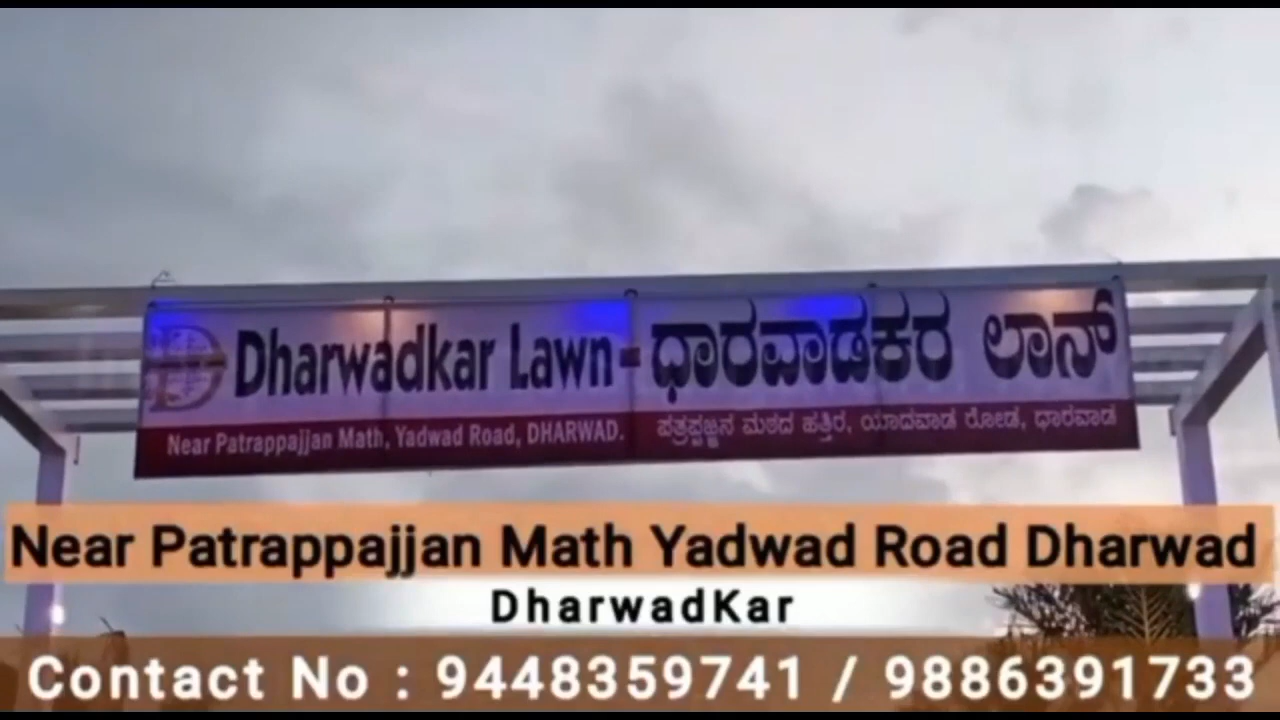 Dharwadkar Lawn - ಧಾರವಾಡಕರ ಲಾನ್
Near Patrappajjan Math, Yadwad Road, DHARWAD. ಪತ್ರಪ್ಪಜ್ಜನ ಮಠದ ಹತ್ತಿರ, ಯಾದವಾಡ ರೋಡ, ಧಾರವಾಡ
Near Patrappajjan Math Yadwad Road Dharwad
DharwadKar
Contact No : 9448359741 / 9886391733